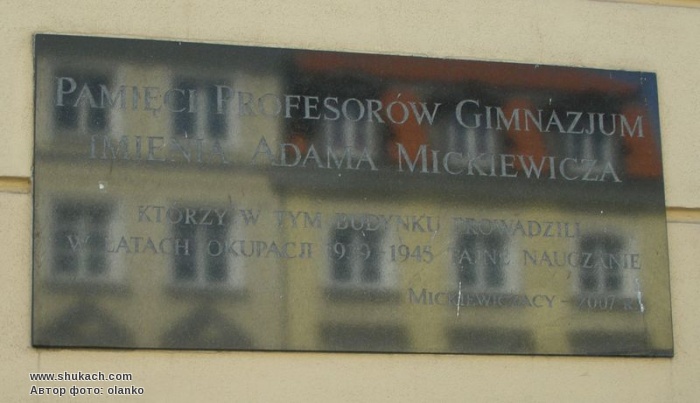 PAMIĘCI PROFESORÓW GIMNAZJUM
IMIENIA ADAMA MICKIEWICZA
KTÓRZY W TYM BUDYNKU PROWADZILI
W LATACH OKUPACJI 1939-1945 TAJNE NAUCZANIE
MICKIEWICZACY - 2007 R.
www.shukach.com
Автор фото: olanko